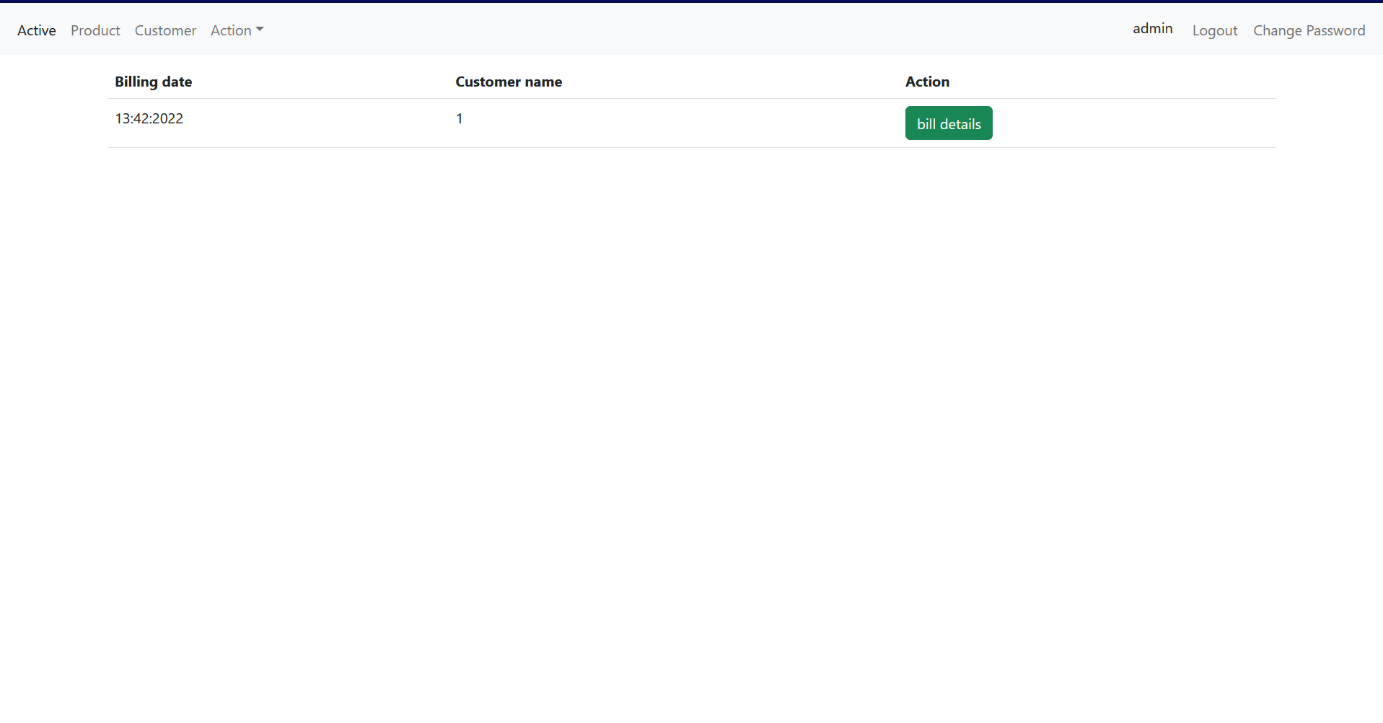 Active Product Customer Action admin Logout Change Password
Billing date Customer name Action
13:42:2022 1 bill details